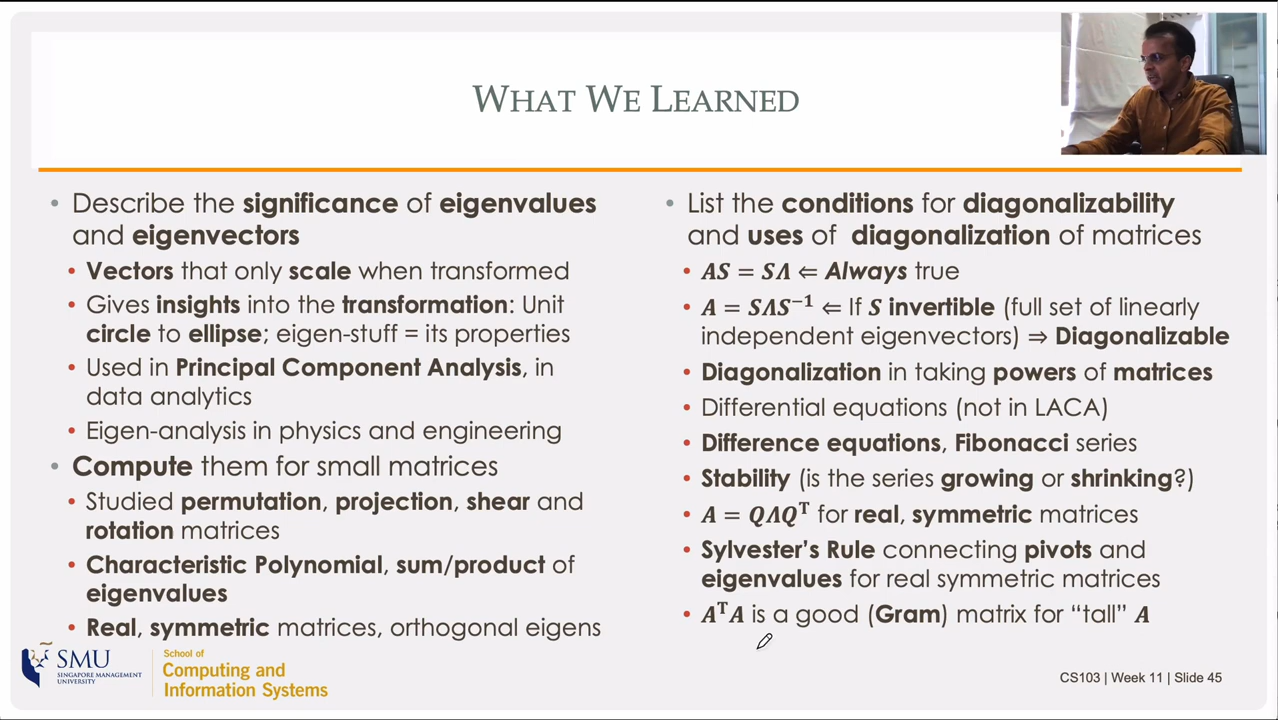 WHAT WE LEARNED
• Describe the significance of eigenvalues
and eigenvectors
• Vectors that only scale when transformed
• Gives insights into the transformation: Unit
circle to ellipse; eigen-stuff = its properties
• Used in Principal Component Analysis, in
data analytics
• Eigen-analysis in physics and engineering
• Compute them for small matrices
• Studied permutation, projection, shear and
rotation matrices
• Characteristic Polynomial, sum/product of
eigenvalues
• Real, symmetric matrices, orthogonal eigens
• List the conditions for diagonalizability
and uses of diagonalization of matrices
• AS = SΛ ⇐ Always true
• A = SΛS⁻¹ ⇐ If S invertible (full set of linearly
independent eigenvectors) ⇒ Diagonalizable
• Diagonalization in taking powers of matrices
• Differential equations (not in LACA)
• Difference equations, Fibonacci series
• Stability (is the series growing or shrinking?)
• A = QΛQᵀ for real, symmetric matrices
• Sylvester's Rule connecting pivots and
eigenvalues for real symmetric matrices
• AᵀA is a good (Gram) matrix for “tall” A
SMU
SINGAPORE MANAGEMENT
UNIVERSITY
School of
Computing and
Information Systems
CS103 | Week 11 | Slide 45